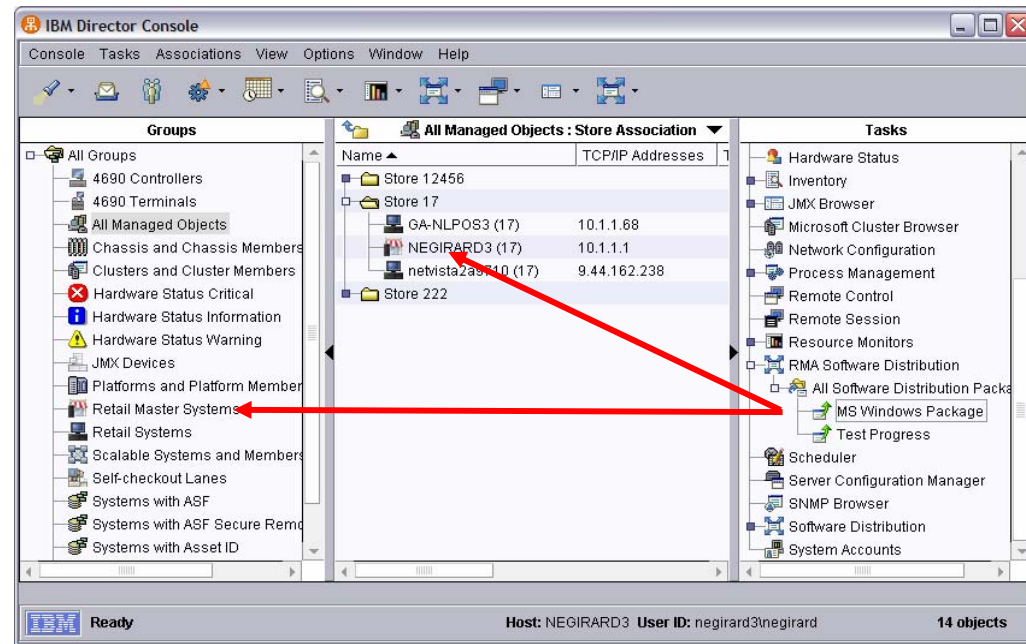 IBM Director Console
Console Tasks Associations View Options Window Help
Groups
All Groups
4690 Controllers
4690 Terminals
All Managed Objects
Chassis and Chassis Members
Clusters and Cluster Members
Hardware Status Critical
Hardware Status Information
Hardware Status Warning
JMX Devices
Platforms and Platform Member
Retail Master Systems
Retail Systems
Scalable Systems and Members
Self-checkout Lanes
Systems with ASF
Systems with ASF Secure Remo
Systems with Asset ID
All Managed Objects : Store Association
Name TCP/IP Addresses T
Store 12456
Store 17
GA-NLPOS3 (17) 10.1.1.68
NEGIRARD3 (17) 10.1.1.1
(17) 9.44.162.238
Store 222
Tasks
Hardware Status
Inventory
JMX Browser
Microsoft Cluster Browser
Network Configuration
Process Management
Remote Control
Remote Session
Resource Monitors
RMA Software Distribution
All Software Distribution Packa
MS Windows Package
Test Progress
Scheduler
Server Configuration Manager
SNMP Browser
Software Distribution
System Accounts
IBM Ready Host: NEGIRARD3 User ID: negirard3\negirard 14 objects